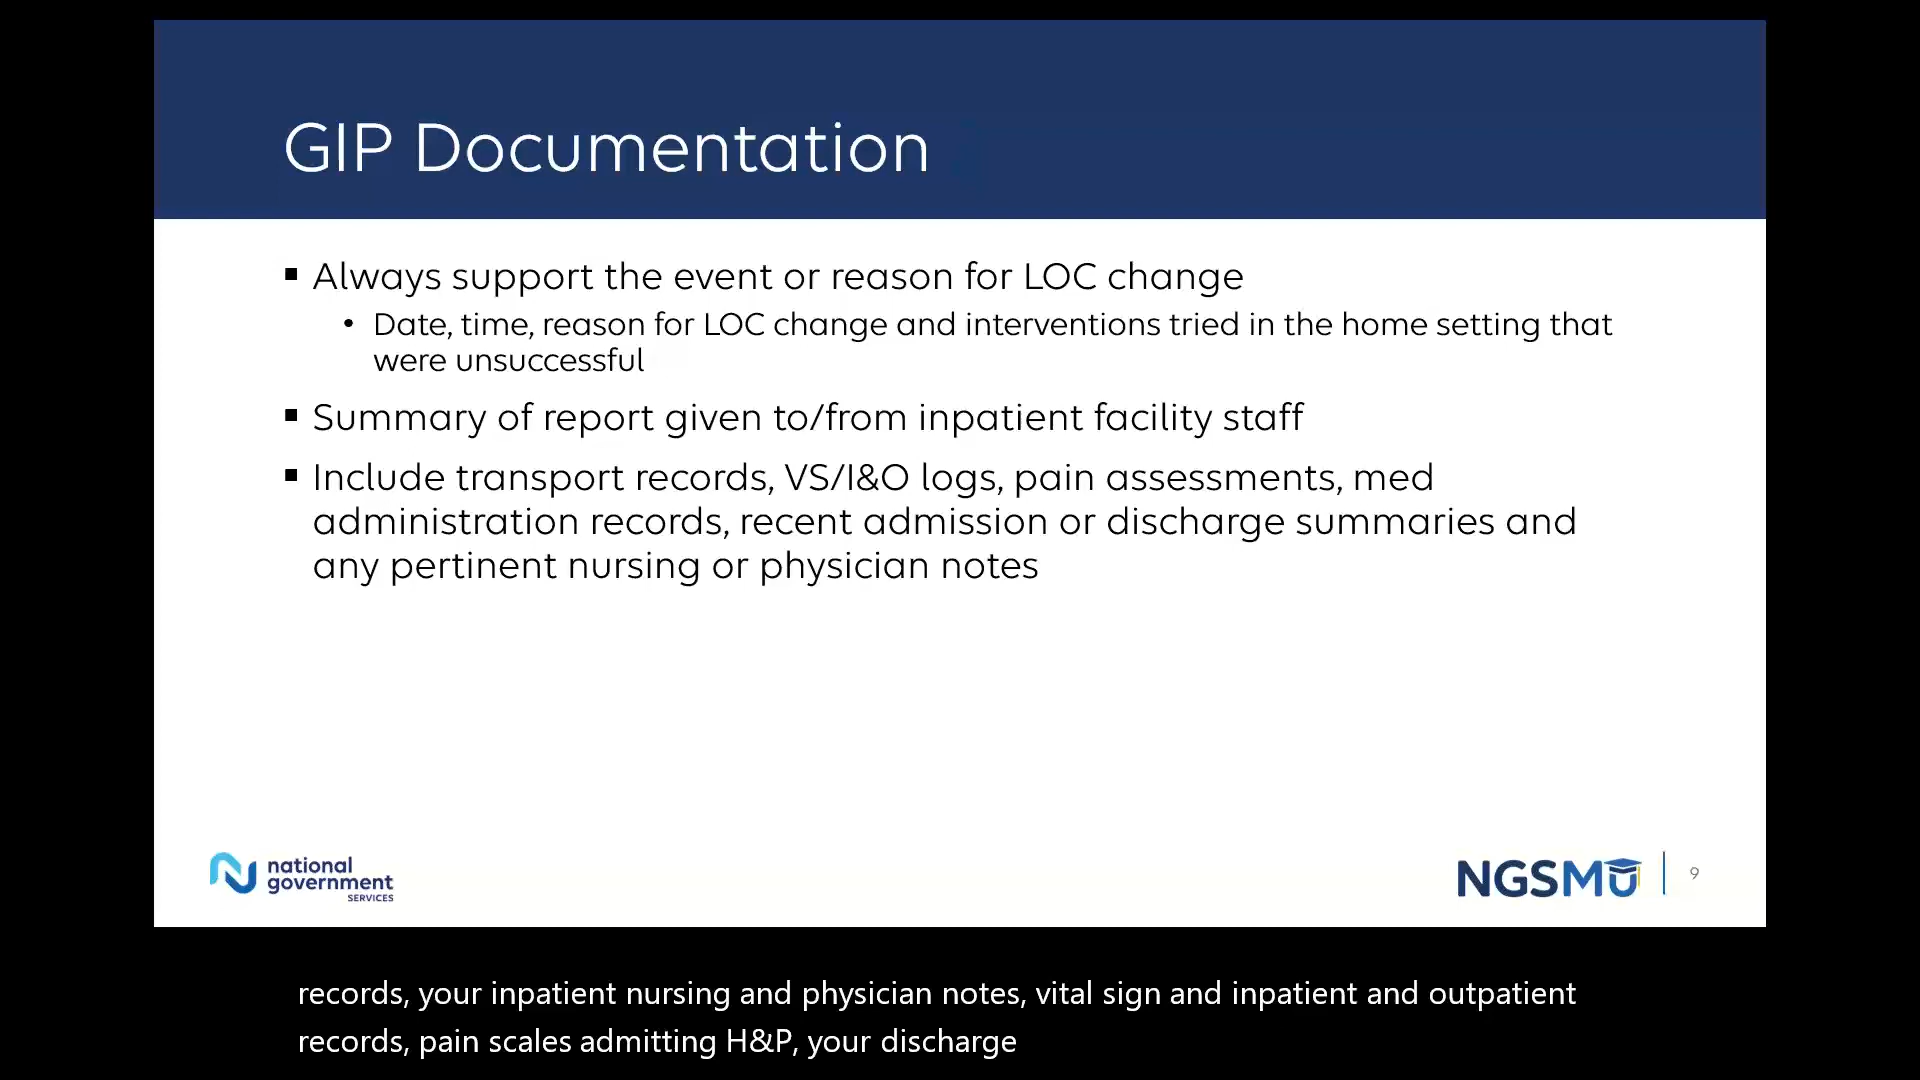 GIP Documentation
▪ Always support the event or reason for LOC change
• Date, time, reason for LOC change and interventions tried in the home setting that
were unsuccessful
▪ Summary of report given to/from inpatient facility staff
▪ Include transport records, VS/I&O logs, pain assessments, med
administration records, recent admission or discharge summaries and
any pertinent nursing or physician notes
national
government
SERVICES
NGSMU
9
records, your inpatient nursing and physician notes, vital sign and inpatient and outpatient
records, pain scales admitting H&P, your discharge